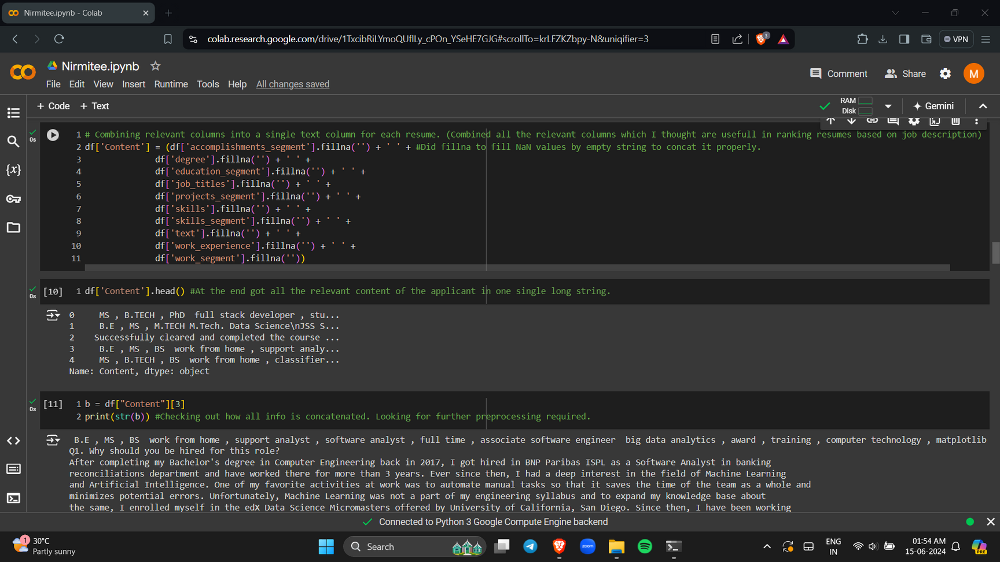 Nirmitee.ipynb - Colab
colab.research.google.com/drive/1TxcibRiLYmoQUflLy_cPOn_YSeHE7GJG#scrollTo=krLFZKZbpy-N&uniqifier=3
3
VPN
Nirmitee.ipynb
Comment
Share
M
File Edit View Insert Runtime Tools Help All changes saved
+ Code + Text
RAM
Disk
Gemini
0s
1 # Combining relevant columns into a single text column for each resume. (Combined all the relevant columns which I thought are usefull in ranking resumes based on job description)
2 df['Content'] = (df['accomplishments_segment'].fillna('') + ' ' + #Did fillna to fill NaN values by empty string to concat it properly.
3 df['degree'].fillna('') + ' ' +
4 df['education_segment'].fillna('') + ' ' +
5 df['job_titles'].fillna('') + ' ' +
6 df['projects_segment'].fillna('') + ' ' +
7 df['skills'].fillna('') + ' ' +
8 df['skills_segment'].fillna('') + ' ' +
9 df['text'].fillna('') + ' ' +
10 df['work_experience'].fillna('') + ' ' +
11 df['work_segment'].fillna(''))
0s
[10] 1 df['Content'].head() #At the end got all the relevant content of the applicant in one single long string.
0 MS , B.TECH , PhD full stack developer , stu...
1 B.E , MS , M.TECH M.Tech. Data Science\nJSS S...
2 Successfully cleared and completed the course ...
3 B.E , MS , BS work from home , support analy...
4 MS , B.TECH , BS work from home , classifier...
Name: Content, dtype: object
0s
[11] 1 b = df["Content"][3]
2 print(str(b)) #Checking out how all info is concatenated. Looking for further preprocessing required.
B.E , MS , BS work from home , support analyst , software analyst , full time , associate software engineer big data analytics , award , training , computer technology , matplotlib
Q1. Why should you be hired for this role?
After completing my Bachelor's degree in Computer Engineering back in 2017, I got hired in BNP Paribas ISPL as a Software Analyst in banking
reconciliations department and have worked there for more than 3 years. Ever since then, I had a deep interest in the field of Machine Learning
and Artificial Intelligence. One of my favorite activities at work was to automate manual tasks so that it saves the time of the team as a whole and
minimizes potential errors. Unfortunately, Machine Learning was not a part of my engineering syllabus and to expand my knowledge base about
the same, I enrolled myself in the edX Data Science Micromasters offered by University of California, San Diego. Since then, I have been working
Connected to Python 3 Google Compute Engine backend
1
30°C
Partly sunny
Search
zoom
ENG
IN
01:54 AM
15-06-2024
PRE